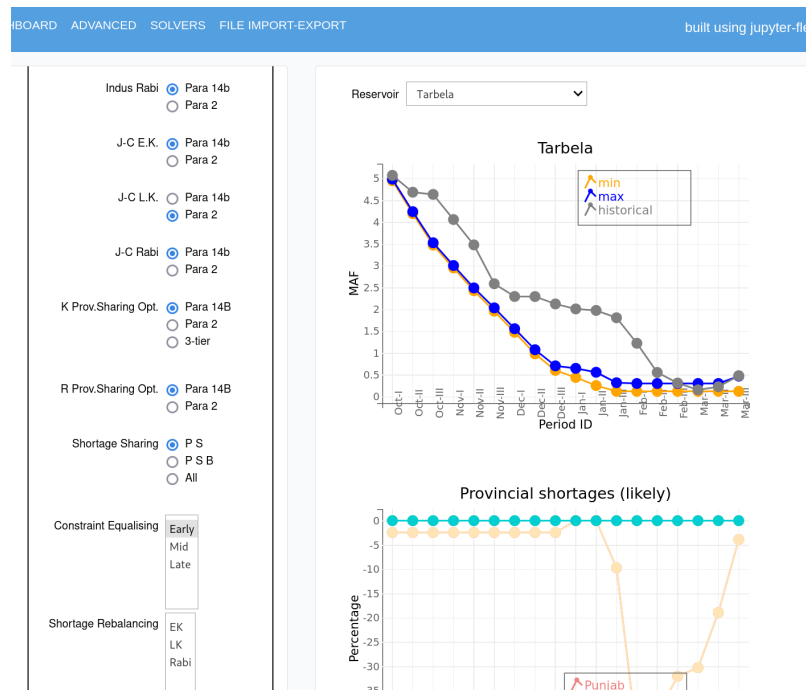 HBOARD ADVANCED SOLVERS FILE IMPORT-EXPORT
built using jupyter-fle
Indus Rabi Para 14b
Para 2
J-C E.K. Para 14b
Para 2
J-C L.K. Para 14b
Para 2
J-C Rabi Para 14b
Para 2
K Prov.Sharing Opt. Para 14B
Para 2
3-tier
R Prov.Sharing Opt. Para 14B
Para 2
Shortage Sharing P S
P S B
All
Constraint Equalising Early
Mid
Late
Shortage Rebalancing EK
LK
Rabi
Reservoir Tarbela
Tarbela
min
max
historical
MAF
5
4.5
4
3.5
3
2.5
2
1.5
1
0.5
0
Oct-I
Oct-II
Oct-III
Nov-I
Nov-II
Nov-III
Dec-I
Dec-II
Dec-III
Jan-I
Jan-II
Jan-III
Feb-I
Feb-II
Feb-III
Mar-I
Mar-II
Mar-III
Period ID
Provincial shortages (likely)
Percentage
0
-5
-10
-15
-20
-25
-30
-35
Punjab